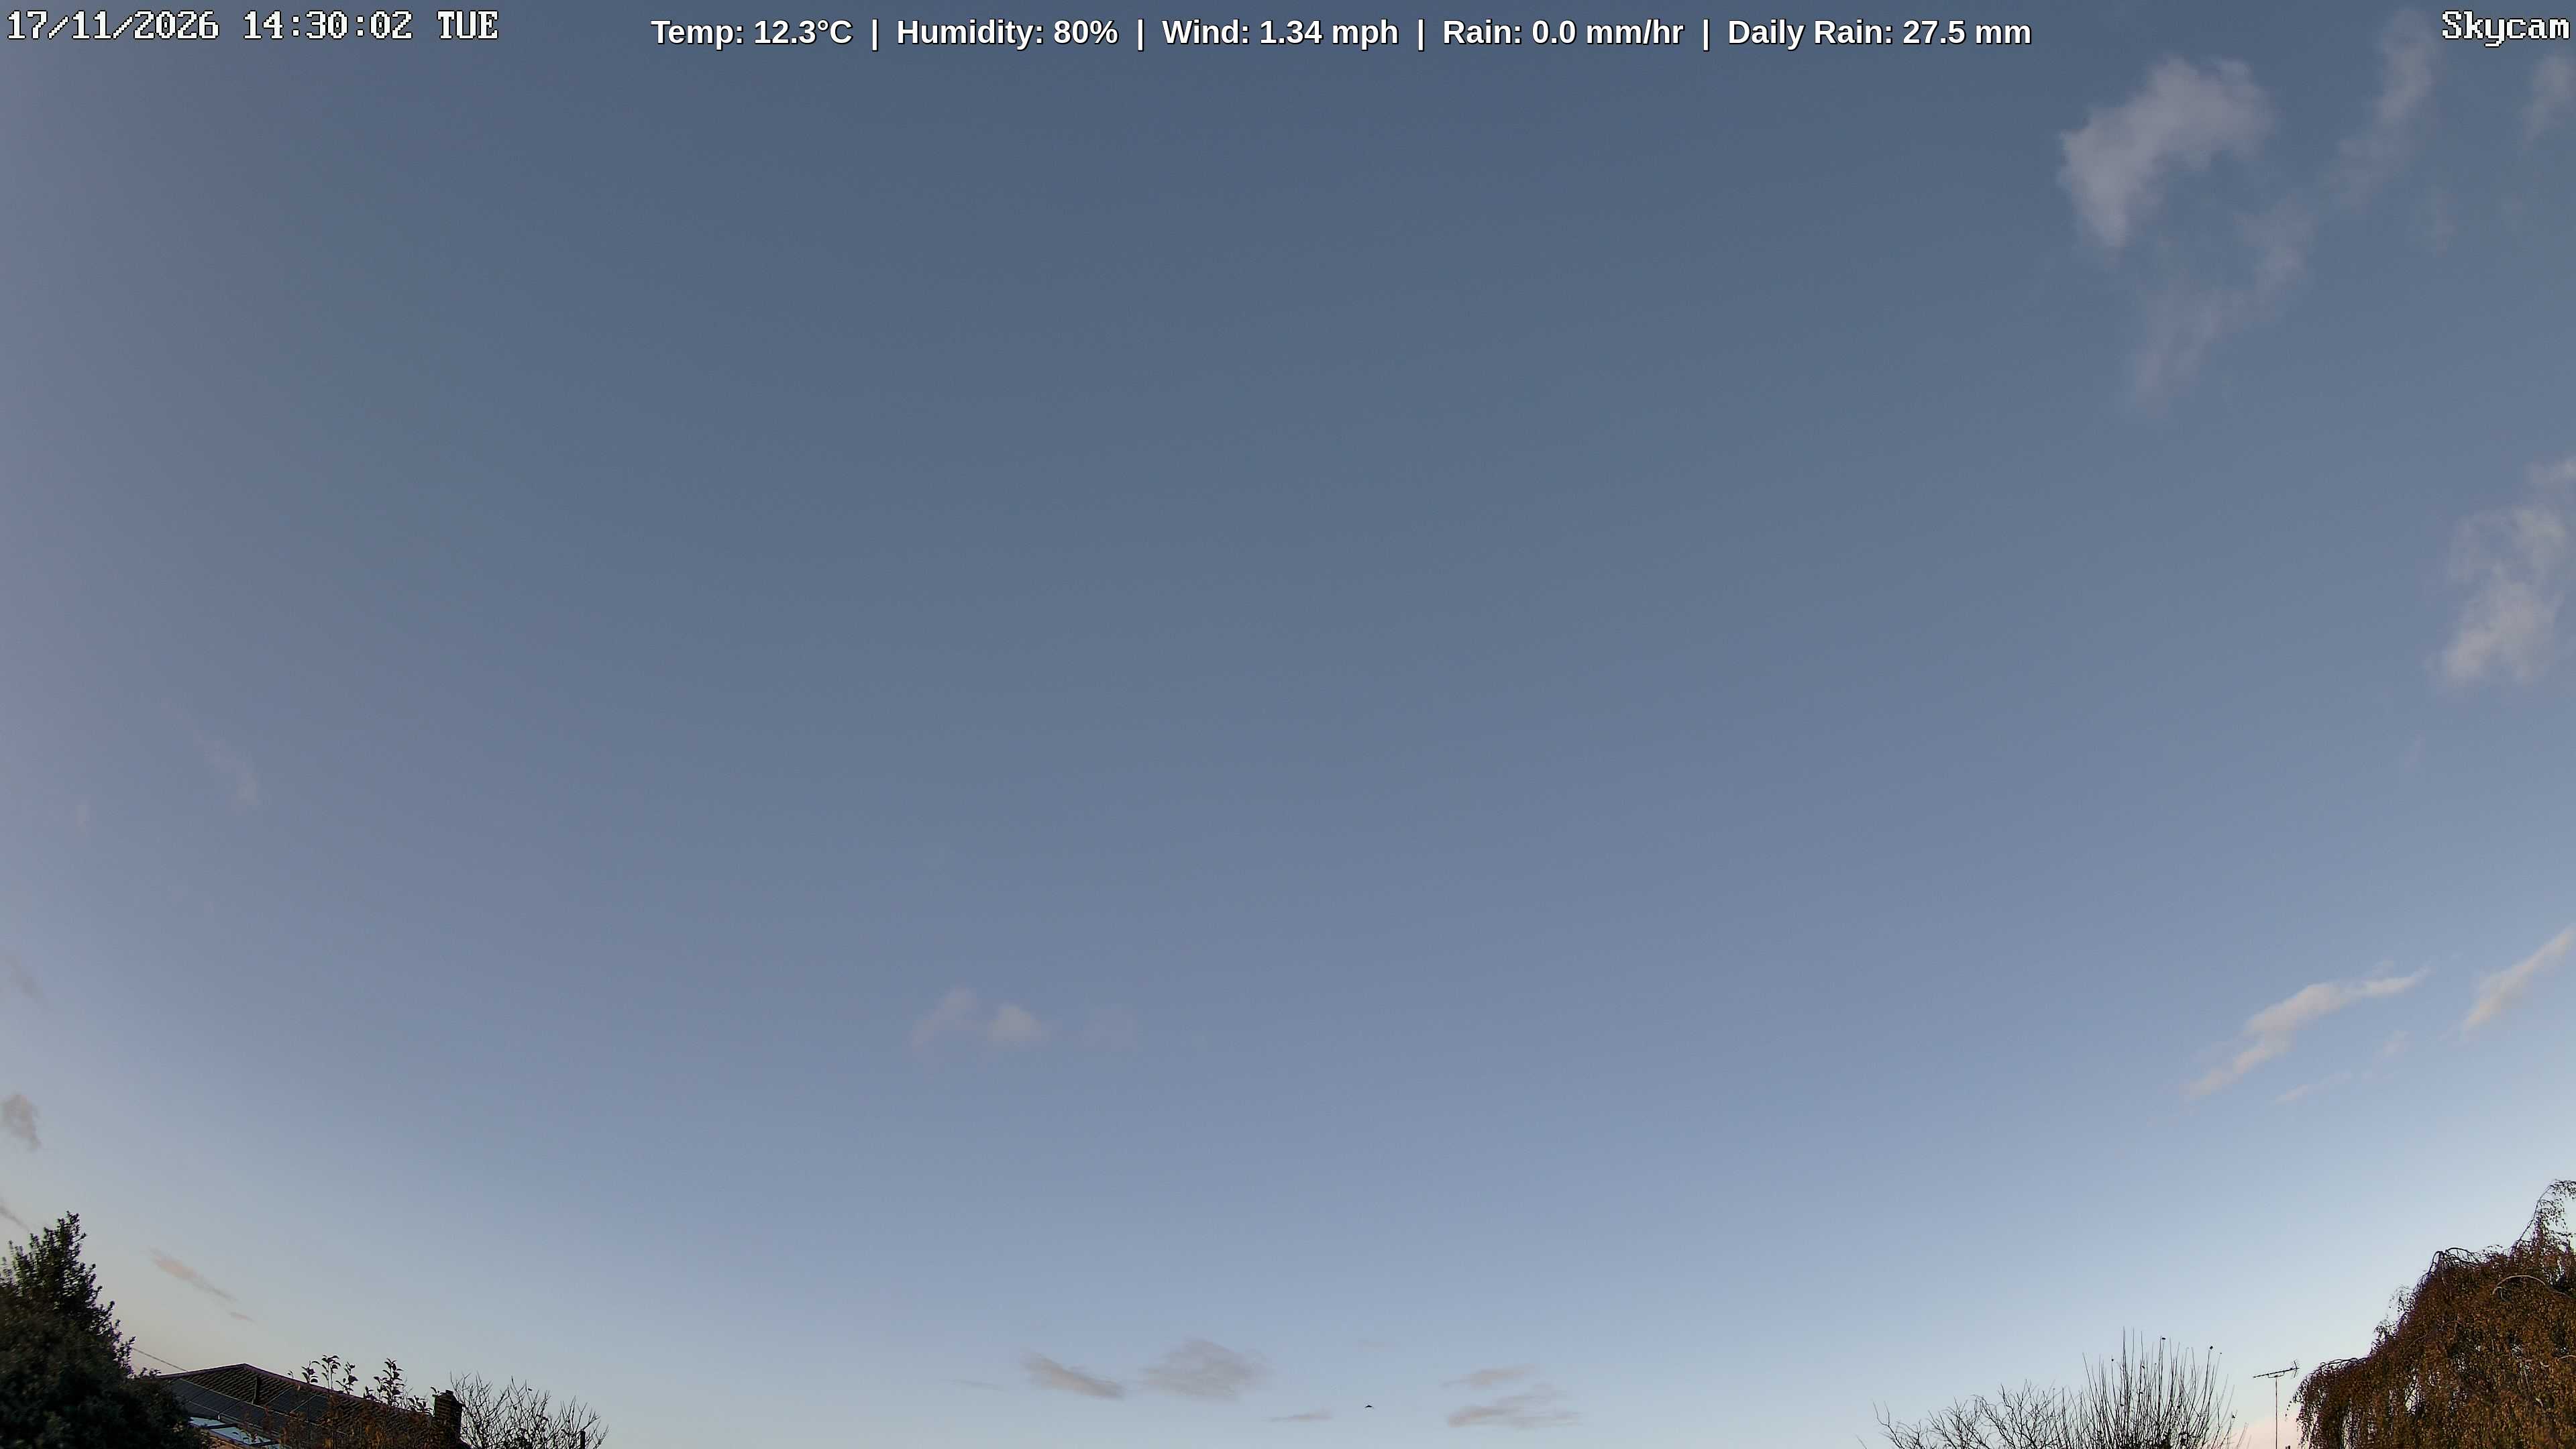 17/11/2026 14:30:02 TUE
Temp: 12.3°C | Humidity: 80% | Wind: 1.34 mph | Rain: 0.0 mm/hr | Daily Rain: 27.5 mm
Skycam